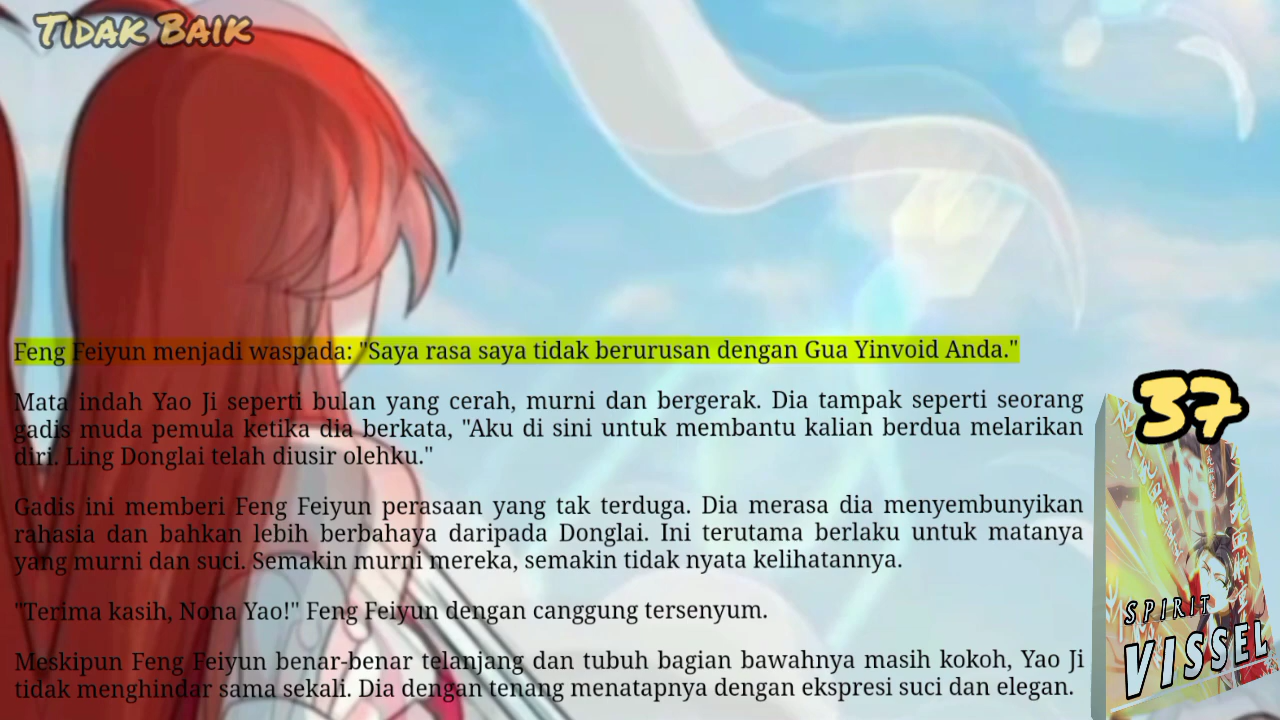 Tidak Baik
Feng Feiyun menjadi waspada: "Saya rasa saya tidak berurusan dengan Gua Yinvoid Anda."
Mata indah Yao Ji seperti bulan yang cerah, murni dan bergerak. Dia tampak seperti seorang
gadis muda pemula ketika dia berkata, "Aku di sini untuk membantu kalian berdua melarikan
diri. Ling Donglai telah diusir olehku."
Gadis ini memberi Feng Feiyun perasaan yang tak terduga. Dia merasa dia menyembunyikan
rahasia dan bahkan lebih berbahaya daripada Donglai. Ini terutama berlaku untuk matanya
yang murni dan suci. Semakin murni mereka, semakin tidak nyata kelihatannya.
"Terima kasih, Nona Yao!" Feng Feiyun dengan canggung tersenyum.
Meskipun Feng Feiyun benar-benar telanjang dan tubuh bagian bawahnya masih kokoh, Yao Ji
tidak menghindar sama sekali. Dia dengan tenang menatapnya dengan ekspresi suci dan elegan.
37
SPIRIT
VISSEL